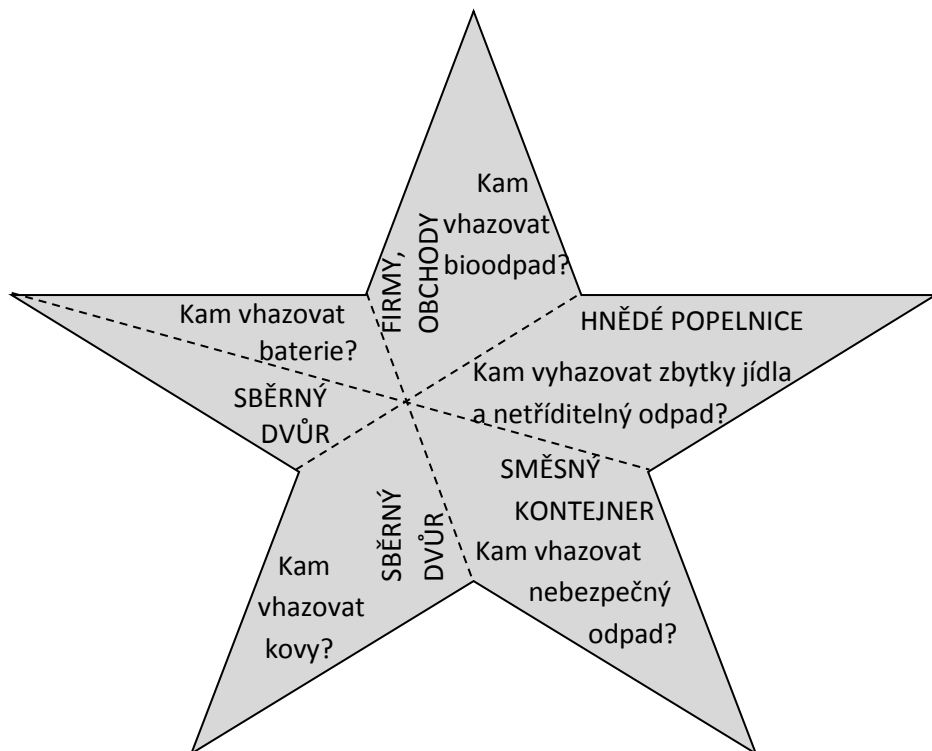 Kam
vhazovat
bioodpad?
FIRMY,
OBCHODY
Kam vhazovat
baterie?
SBĚRNÝ
DVŮR
HNĚDÉ POPELNICE
Kam vyhazovat zbytky jídla
a netříditelný odpad?
SMĚSNÝ
KONTEJNER
Kam vhazovat
nebezpečný
odpad?
SBĚRNÝ
DVŮR
Kam
vhazovat
kovy?